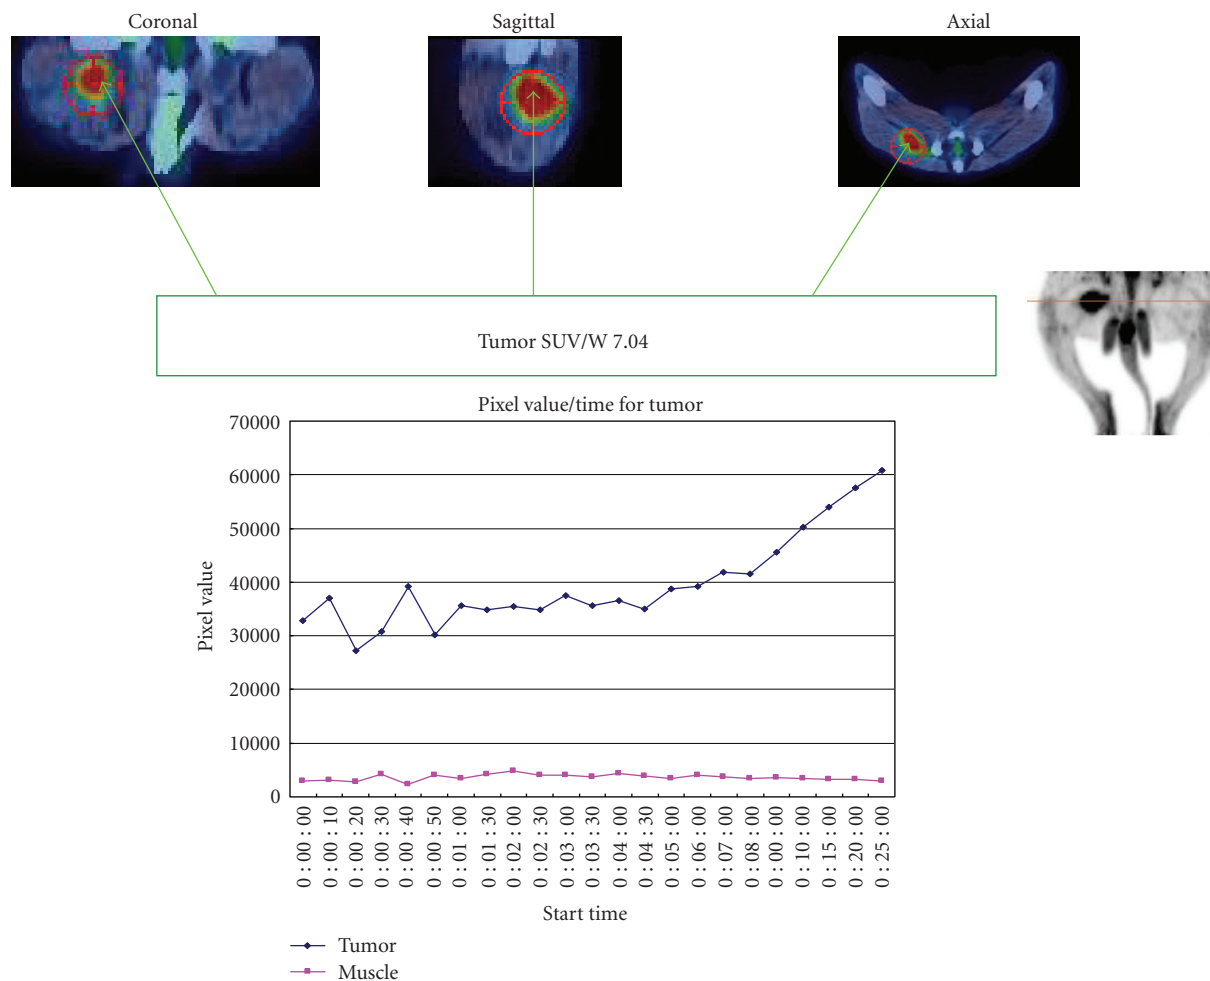 Coronal
Sagittal
Axial
Tumor SUV/W 7.04
Pixel value/time for tumor
70000
60000
50000
40000
30000
20000
10000
0
Pixel value
0 : 00 : 00
0 : 00 : 10
0 : 00 : 20
0 : 00 : 30
0 : 00 : 40
0 : 00 : 50
0 : 01 : 00
0 : 01 : 30
0 : 02 : 00
0 : 02 : 30
0 : 03 : 00
0 : 03 : 30
0 : 04 : 00
0 : 04 : 30
0 : 05 : 00
0 : 06 : 00
0 : 07 : 00
0 : 08 : 00
0 : 00 : 00
0 : 10 : 00
0 : 15 : 00
0 : 20 : 00
0 : 25 : 00
Start time
Tumor
Muscle